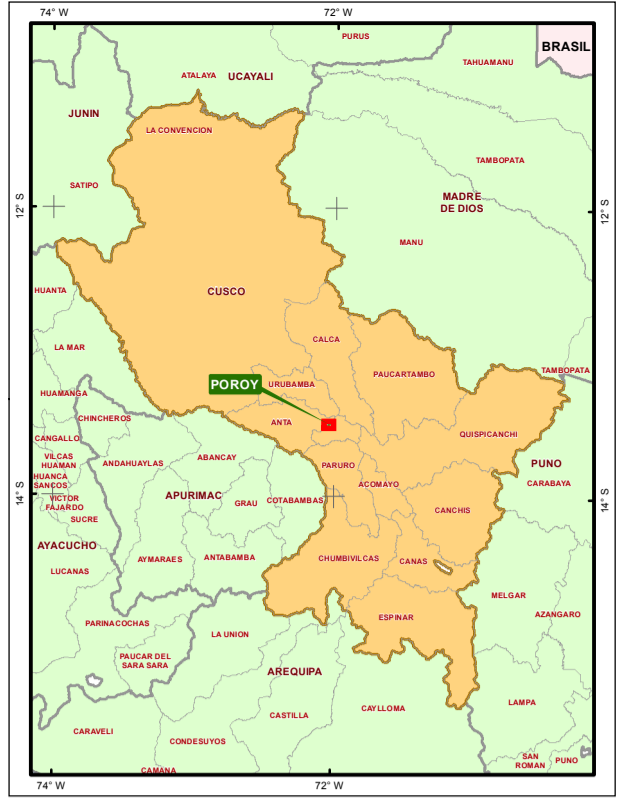 74° W
72° W
PURUS
BRASIL
TAHUAMANU
ATALAYA
UCAYALI
JUNIN
LA CONVENCION
TAMBOPATA
SATIPO
MADRE
DE DIOS
12° S
12° S
MANU
HUANTA
CUSCO
CALCA
LA MAR
PAUCARTAMBO
TAMBOPATA
POROY
URUBAMBA
HUAMANGA
CHINCHEROS
ANTA
QUISPICANCHI
CANGALLO
VILCAS
HUAMAN
ANDAHUAYLAS
ABANCAY
PARURO
PUNO
HUANCA
SANCOS
ACOMAYO
CARABAYA
APURIMAC
GRAU
COTABAMBAS
14° S
14° S
VICTOR
FAJARDO
SUCRE
CANCHIS
AYACUCHO
AYMARAES
ANTABAMBA
CHUMBIVILCAS
CANAS
LUCANAS
MELGAR
AZANGARO
PARINACOCHAS
ESPINAR
LA UNION
PAUCAR DEL
SARA SARA
AREQUIPA
CASTILLA
CAYLLOMA
LAMPA
CARAVELI
CONDESUYOS
SAN
ROMAN
PUNO
CAMANA
74° W
72° W